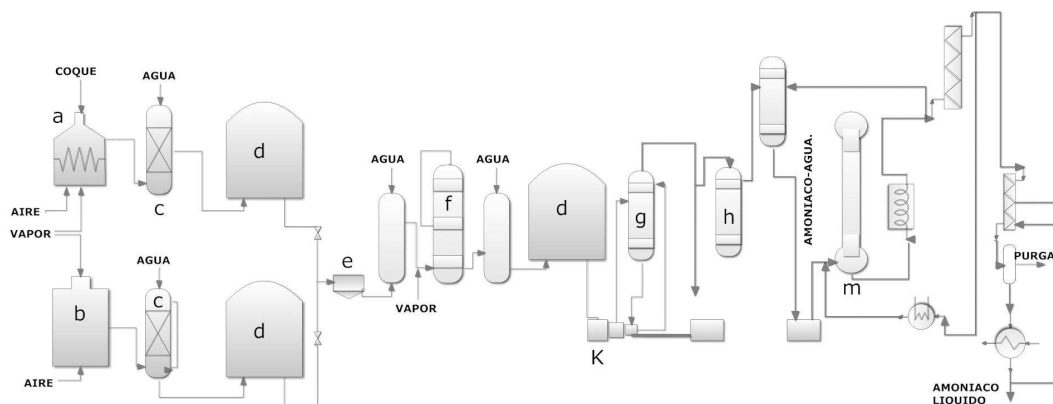 COQUE
AGUA
a
d
c
AIRE
VAPOR
AGUA
c
b
d
AIRE
e
AGUA
f
AGUA
VAPOR
d
g
h
K
AMONIACO-AGUA.
m
PURGA
AMONIACO
LIQUIDO